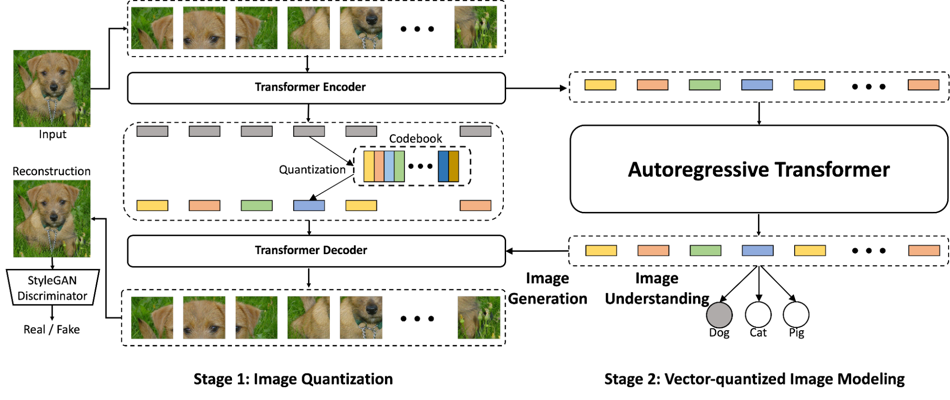 Input
Transformer Encoder
Codebook
Quantization
Reconstruction
Transformer Decoder
StyleGAN
Discriminator
Real / Fake
Stage 1: Image Quantization
Autoregressive Transformer
Image
Generation
Image
Understanding
Dog
Cat
Pig
Stage 2: Vector-quantized Image Modeling